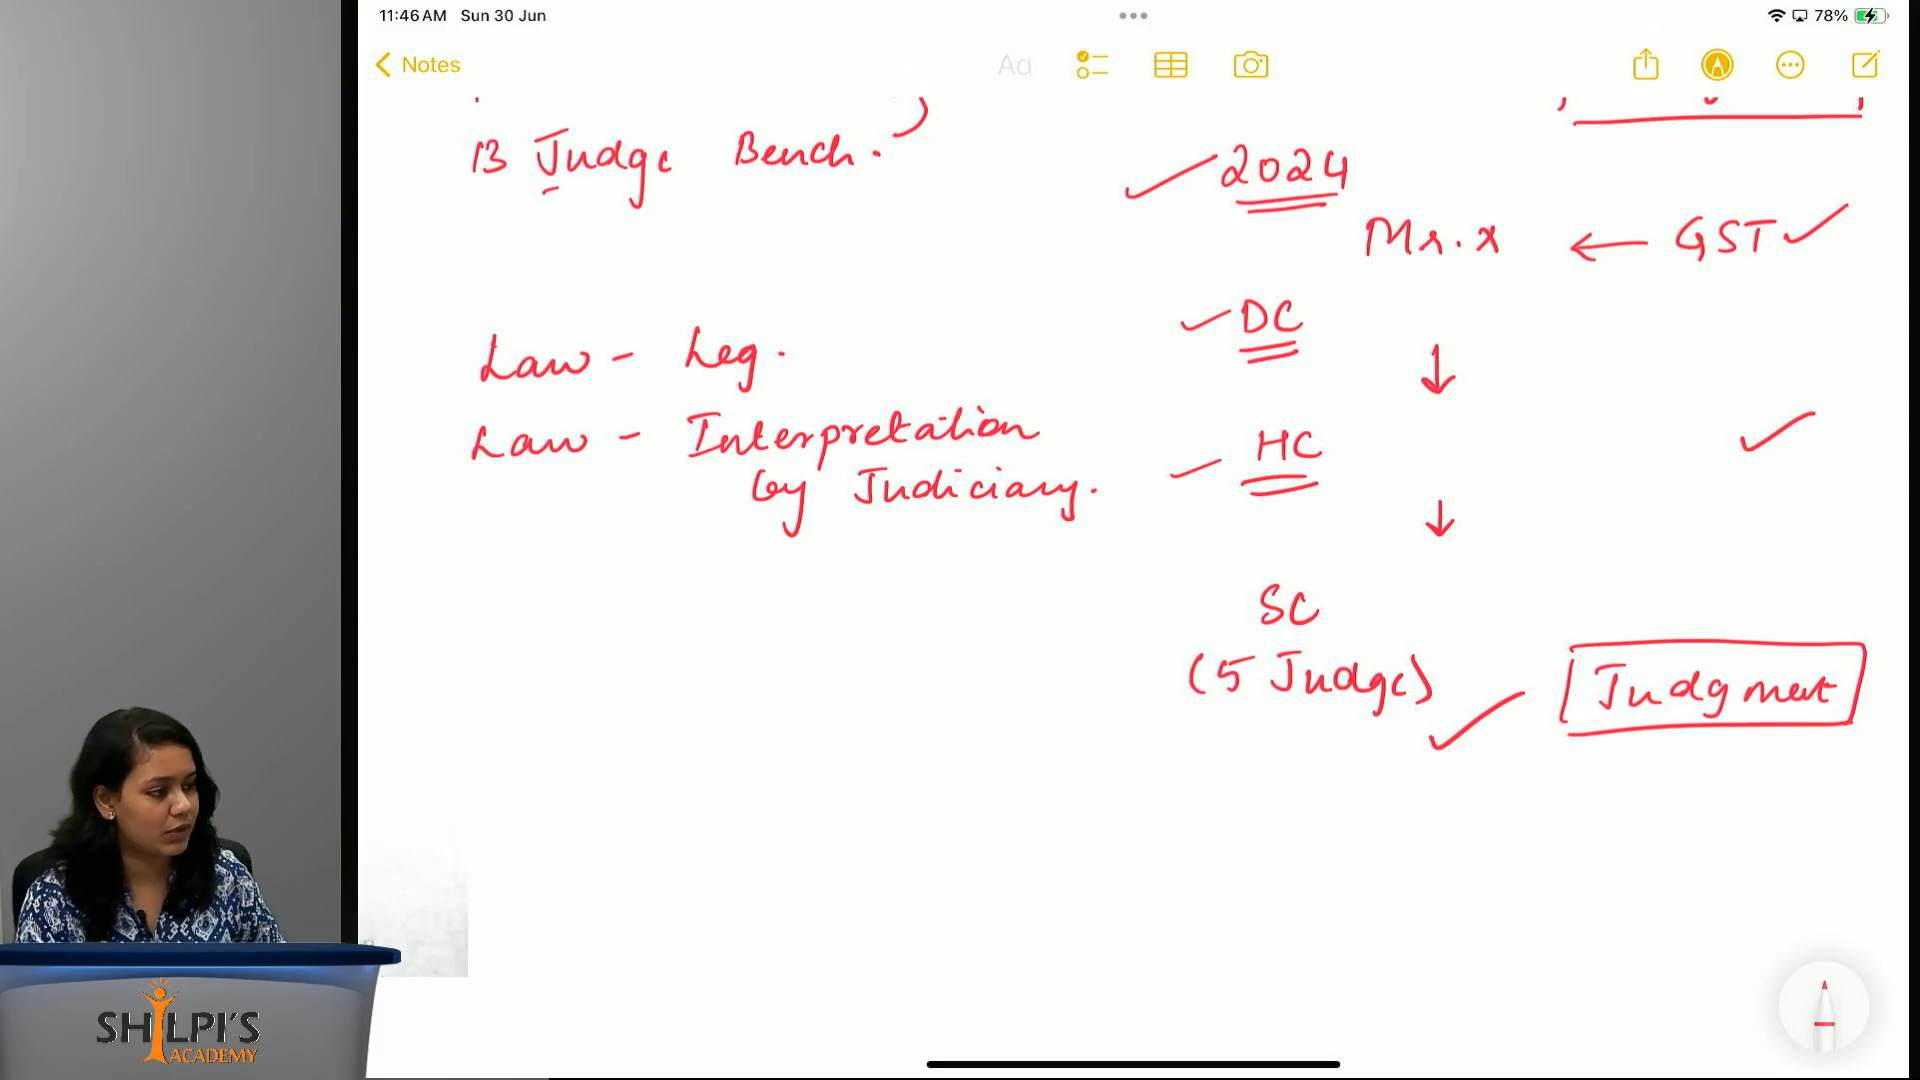 11:46 AM Sun 30 Jun
78%
Notes
Aa
13 Judge Bench.
Law - Leg.
Law - Interpretation
by Judiciary.
2024
Mr. x ← GST
DC
↓
HC
↓
SC
(5 Judge)
Judgment
SHILPI'S
ACADEMY